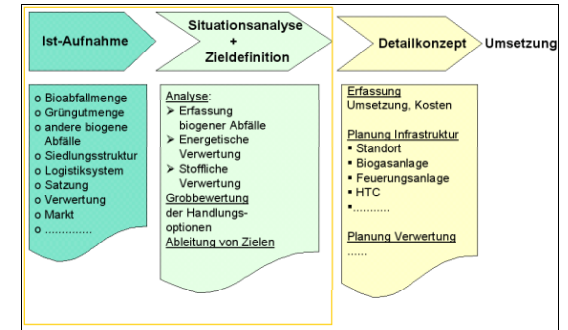 Ist-Aufnahme
Situationsanalyse
+
Zieldefinition
Detailkonzept
Umsetzung
o Bioabfallmenge
o Grüngutmenge
o andere biogene
Abfälle
o Siedlungsstruktur
o Logistiksystem
o Satzung
o Verwertung
o Markt
o ..............
Analyse:
➢ Erfassung
biogener Abfälle
➢ Energetische
Verwertung
➢ Stoffliche
Verwertung
Grobbewertung
der Handlungs-
optionen
Ableitung von Zielen
Erfassung
Umsetzung, Kosten
Planung Infrastruktur
▪ Standort
▪ Biogasanlage
▪ Feuerungsanlage
▪ HTC
▪...........
Planung Verwertung
......